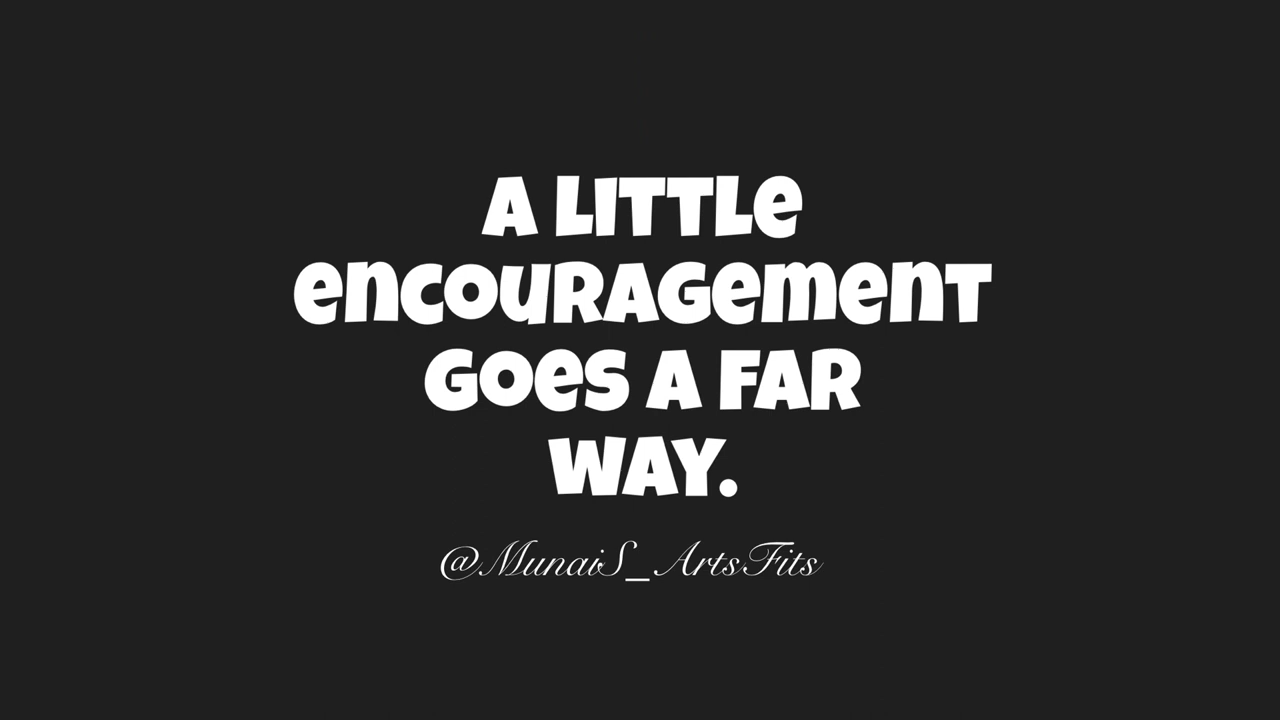 A LITTLE
encouRAGement
Goes A FAR
WAY.
@MunaiS_ArtsFits